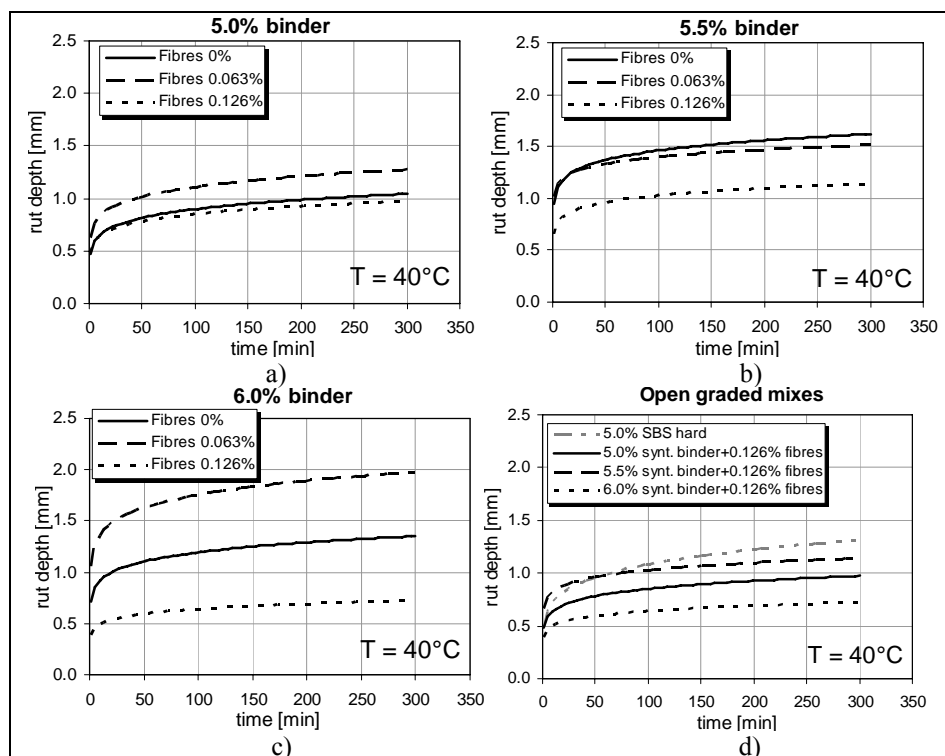 5.0% binder
Fibres 0%
Fibres 0.063%
Fibres 0.126%
rut depth [mm]
2.5
2.0
1.5
1.0
0.5
0.0
T = 40°C
0 50 100 150 200 250 300 350
time [min]
a)
5.5% binder
Fibres 0%
Fibres 0.063%
Fibres 0.126%
rut depth [mm]
2.5
2.0
1.5
1.0
0.5
0.0
T = 40°C
0 50 100 150 200 250 300 350
time [min]
b)
6.0% binder
Fibres 0%
Fibres 0.063%
Fibres 0.126%
rut depth [mm]
2.5
2.0
1.5
1.0
0.5
0.0
T = 40°C
0 50 100 150 200 250 300 350
time [min]
c)
Open graded mixes
5.0% SBS hard
5.0% synt. binder+0.126% fibres
5.5% synt. binder+0.126% fibres
6.0% synt. binder+0.126% fibres
rut depth [mm]
2.5
2.0
1.5
1.0
0.5
0.0
T = 40°C
0 50 100 150 200 250 300 350
time [min]
d)